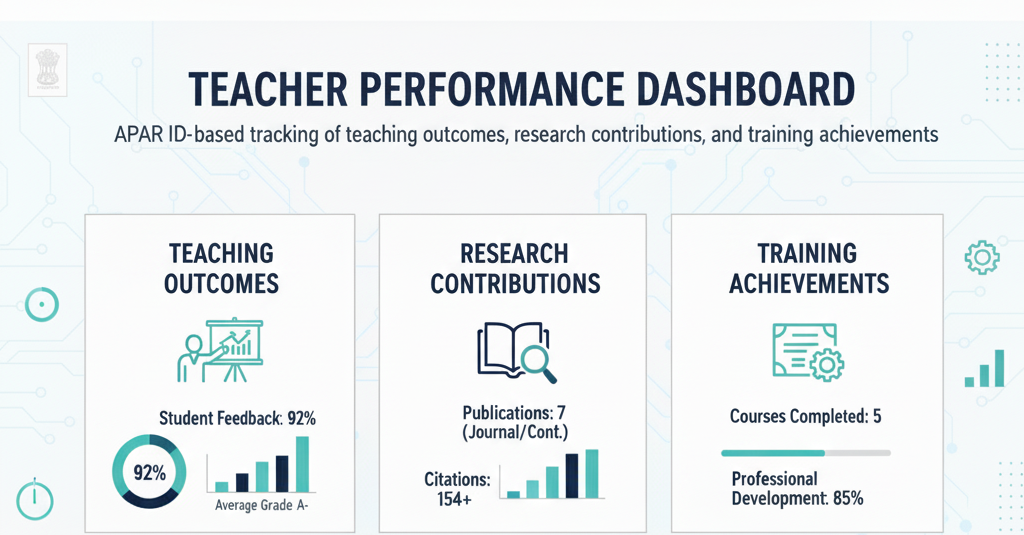 TEACHER PERFORMANCE DASHBOARD
APAR ID-based tracking of teaching outcomes, research contributions, and training achievements
TEACHING
OUTCOMES
Student Feedback: 92%
92%
Average Grade A-
RESEARCH
CONTRIBUTIONS
Publications: 7
(Journal/Cont.)
Citations:
154+
TRAINING
ACHIEVEMENTS
Courses Completed: 5
Professional
Development: 85%